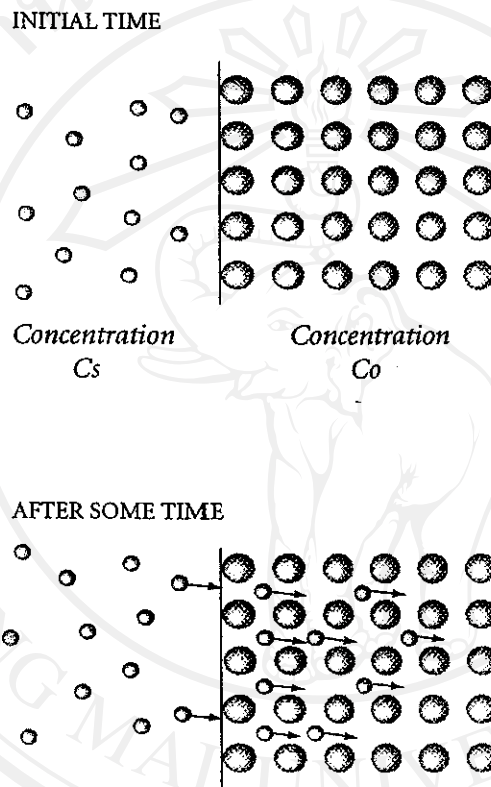 INITIAL TIME
Concentration
Cs
Concentration
Co
AFTER SOME TIME